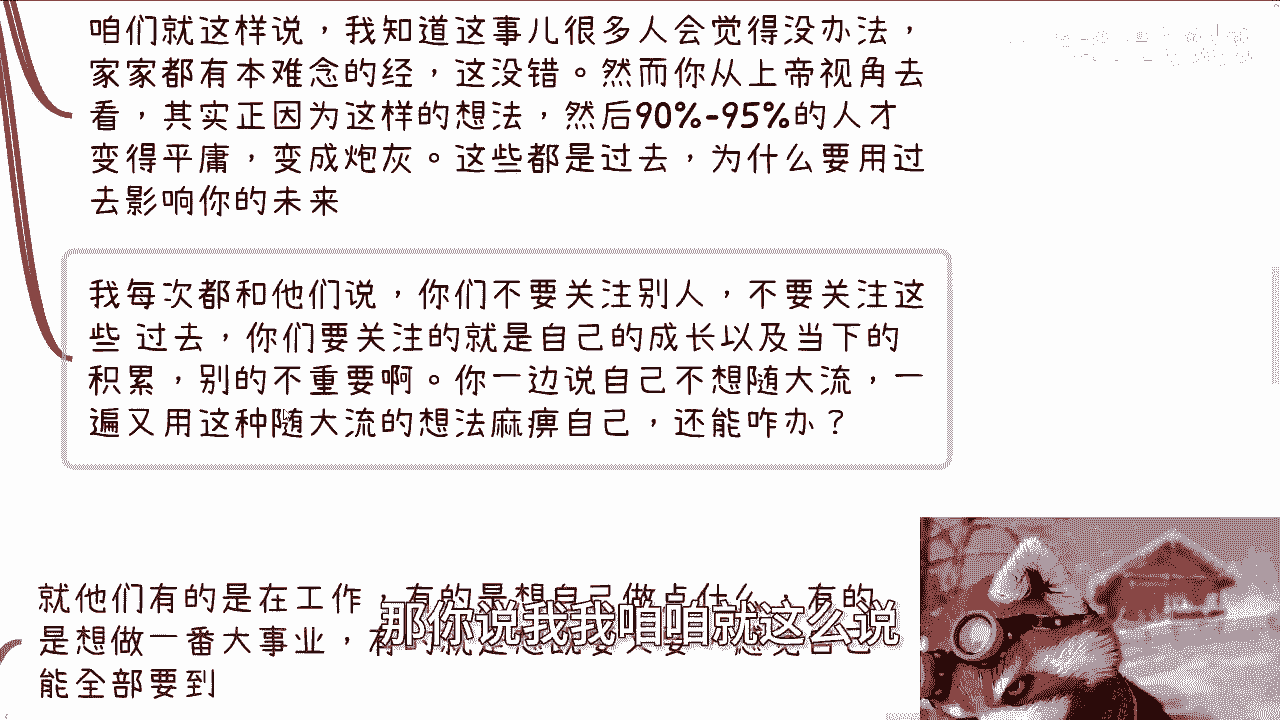 咱们就这样说，我知道这事儿很多人会觉得没办法，
家家都有本难念的经，这没错。然而你从上帝视角去
看，其实正因为这样的想法，然后90%-95%的人才
变得平庸，变成炮灰。这些都是过去，为什么要用过
去影响你的未来
我每次都和他们说，你们不要关注别人，不要关注这
些 过去，你们要关注的就是自己的成长以及当下的
积累，别的不重要啊。你一边说自己不想随大流，一
遍又用这种随大流的想法麻痹自己，还能咋办？
就他们有的是在工作，有的是想自己做点什么，有的
是想做一番大事业，有
能全部要到
那你说我我咱咱就这么说